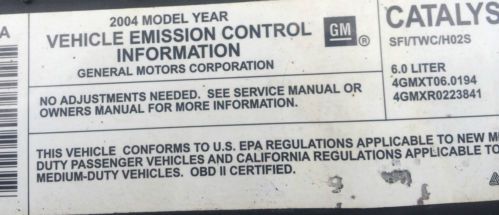 A
2004 MODEL YEAR
VEHICLE EMISSION CONTROL
INFORMATION
GENERAL MOTORS CORPORATION
GM
®
CATALYS
SFI/TWC/H02S
6.0 LITER
4GMXT06.0194
4GMXR0223841
NO ADJUSTMENTS NEEDED. SEE SERVICE MANUAL OR
OWNERS MANUAL FOR MORE INFORMATION.
THIS VEHICLE CONFORMS TO U.S. EPA REGULATIONS APPLICABLE TO NEW M
DUTY PASSENGER VEHICLES AND CALIFORNIA REGULATIONS APPLICABLE TO
MEDIUM-DUTY VEHICLES. OBD II CERTIFIED.